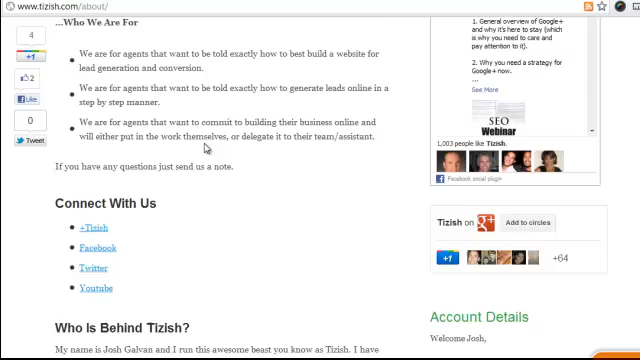 www.tizish.com/about/
...Who We Are For
4
+1
2
Like
0
Tweet
We are for agents that want to be told exactly how to best build a website for
lead generation and conversion.
We are for agents that want to be told exactly how to generate leads online in a
step by step manner.
We are for agents that want to commit to building their business online and
will either put in the work themselves, or delegate it to their team/assistant.
If you have any questions just send us a note.
Connect With Us
+Tizish
Facebook
Twitter
Youtube
Who Is Behind Tizish?
My name is Josh Galvan and I run this awesome beast you know as Tizish. I have
1. General overview of Google+
and why it's here to stay (which
is why you need to care and
pay attention to it).
2. Why you need a strategy for
Google+ now.
...
See More
SEO
Webinar
1,003 people like Tizish.
Facebook social plugin
Tizish on g+ Add to circles
+1
+64
Account Details
Welcome Josh,